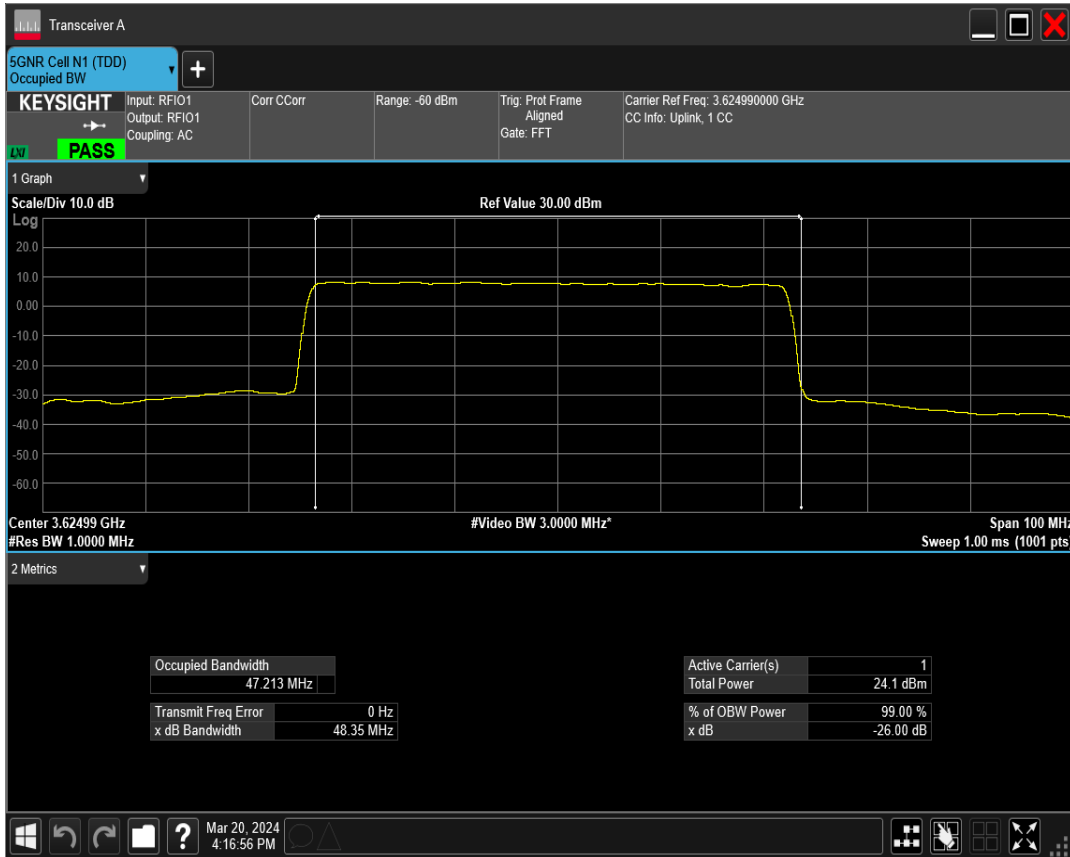 Transceiver A
5GNR Cell N1 (TDD)
Occupied BW
+
KEYSIGHT
LXI
PASS
Input: RFIO1
Output: RFIO1
Coupling: AC
Corr CCorr
Range: -60 dBm
Trig: Prot Frame
Aligned
Gate: FFT
Carrier Ref Freq: 3.624990000 GHz
CC Info: Uplink, 1 CC
1 Graph
Scale/Div 10.0 dB
Ref Value 30.00 dBm
Log
20.0
10.0
0.00
-10.0
-20.0
-30.0
-40.0
-50.0
-60.0
Center 3.62499 GHz
#Video BW 3.0000 MHz*
Span 100 MHz
#Res BW 1.0000 MHz
Sweep 1.00 ms (1001 pts)
2 Metrics
Occupied Bandwidth
47.213 MHz
Transmit Freq Error 0 Hz
x dB Bandwidth 48.35 MHz
Active Carrier(s) 1
Total Power 24.1 dBm
% of OBW Power 99.00 %
x dB -26.00 dB
?
Mar 20, 2024
4:16:56 PM